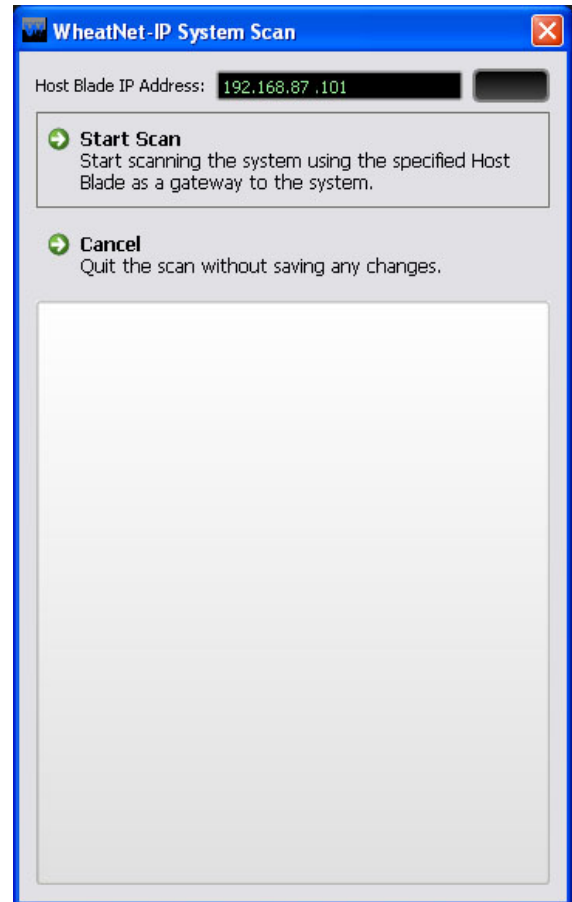 WheatNet-IP System Scan
Host Blade IP Address: 192.168.87 .101
Start Scan
Start scanning the system using the specified Host
Blade as a gateway to the system.
Cancel
Quit the scan without saving any changes.